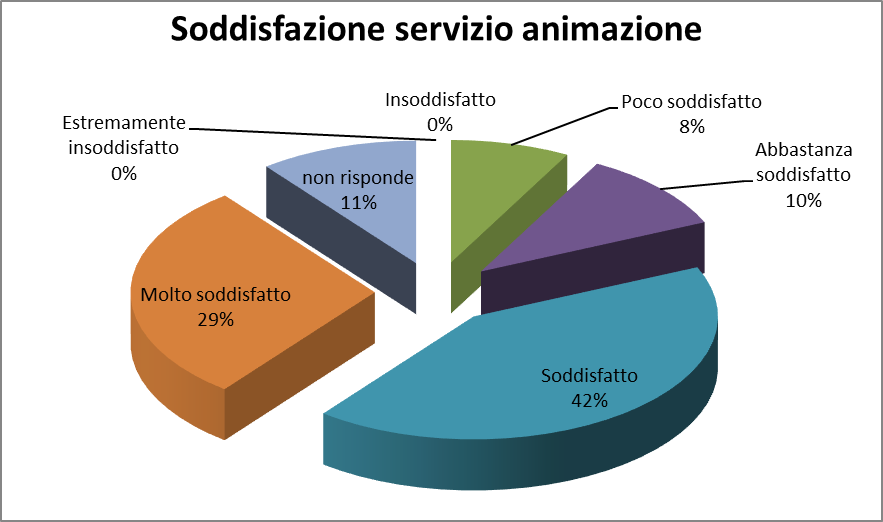 Soddisfazione servizio animazione
Insoddisfatto
0%
Poco soddisfatto
8%
Abbastanza
soddisfatto
10%
Soddisfatto
42%
Molto soddisfatto
29%
non risponde
11%
Estremamente
insoddisfatto
0%